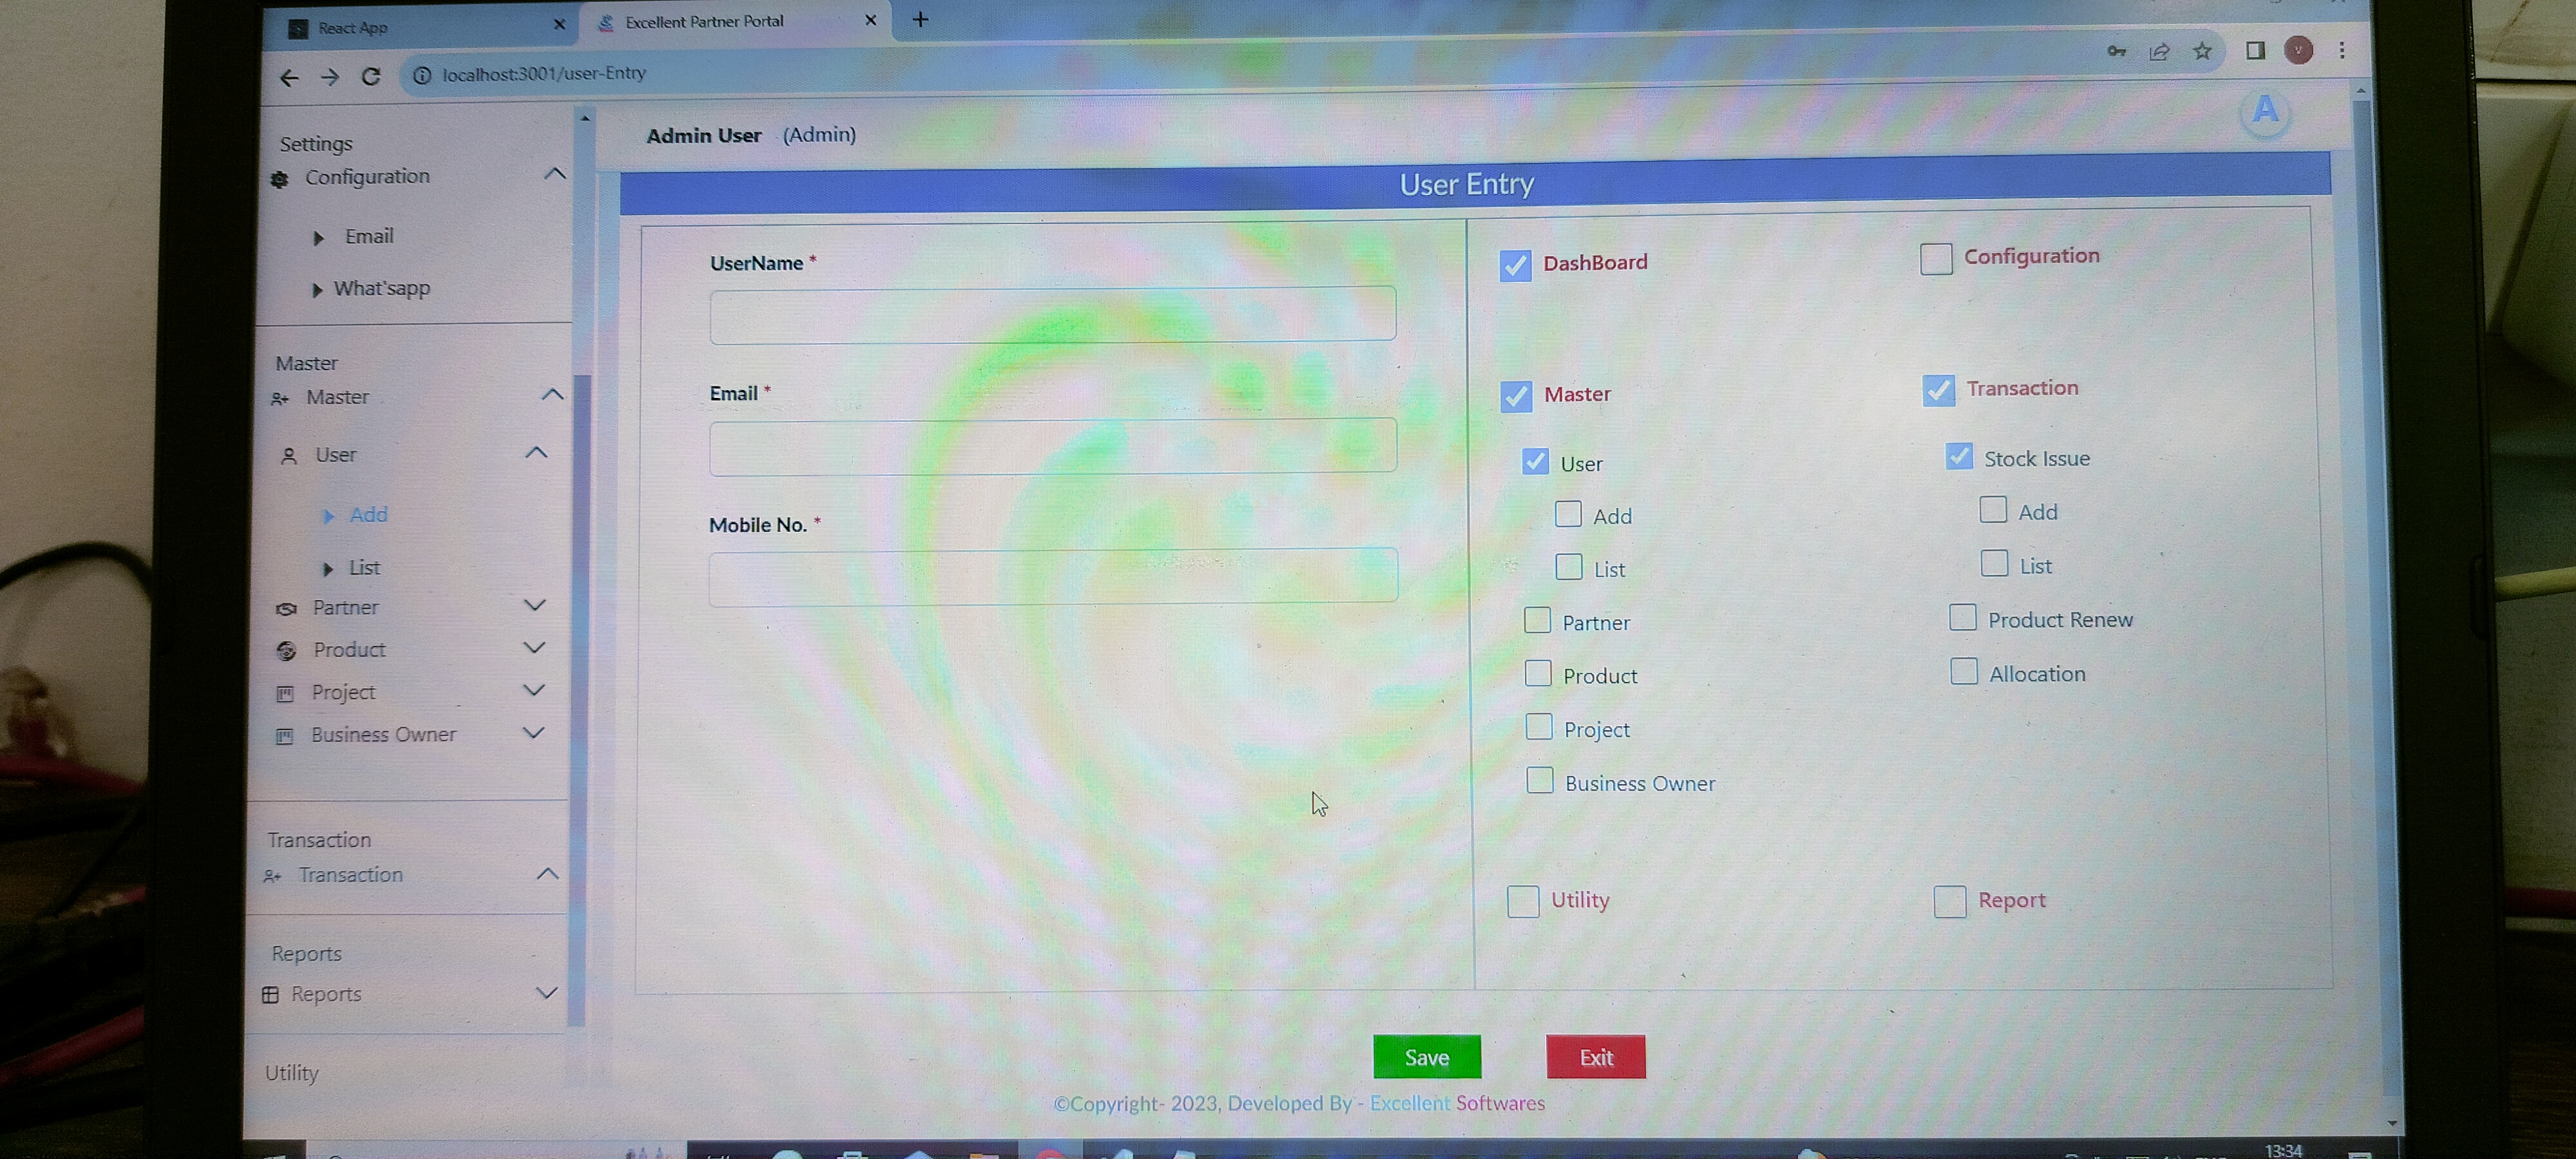 React App
Excellent Partner Portal
localhost:3001/user-Entry
V
A
Admin User (Admin)
Settings
Configuration
Email
What'sapp
Master
Master
User
Add
List
Partner
Product
Project
Business Owner
Transaction
Transaction
Reports
Reports
Utility
User Entry
UserName *
Email *
Mobile No. *
DashBoard
Configuration
Master
User
Add
List
Partner
Product
Project
Business Owner
Transaction
Stock Issue
Add
List
Product Renew
Allocation
Utility
Report
Save
Exit
©Copyright- 2023, Developed By - Excellent Softwares
13:34